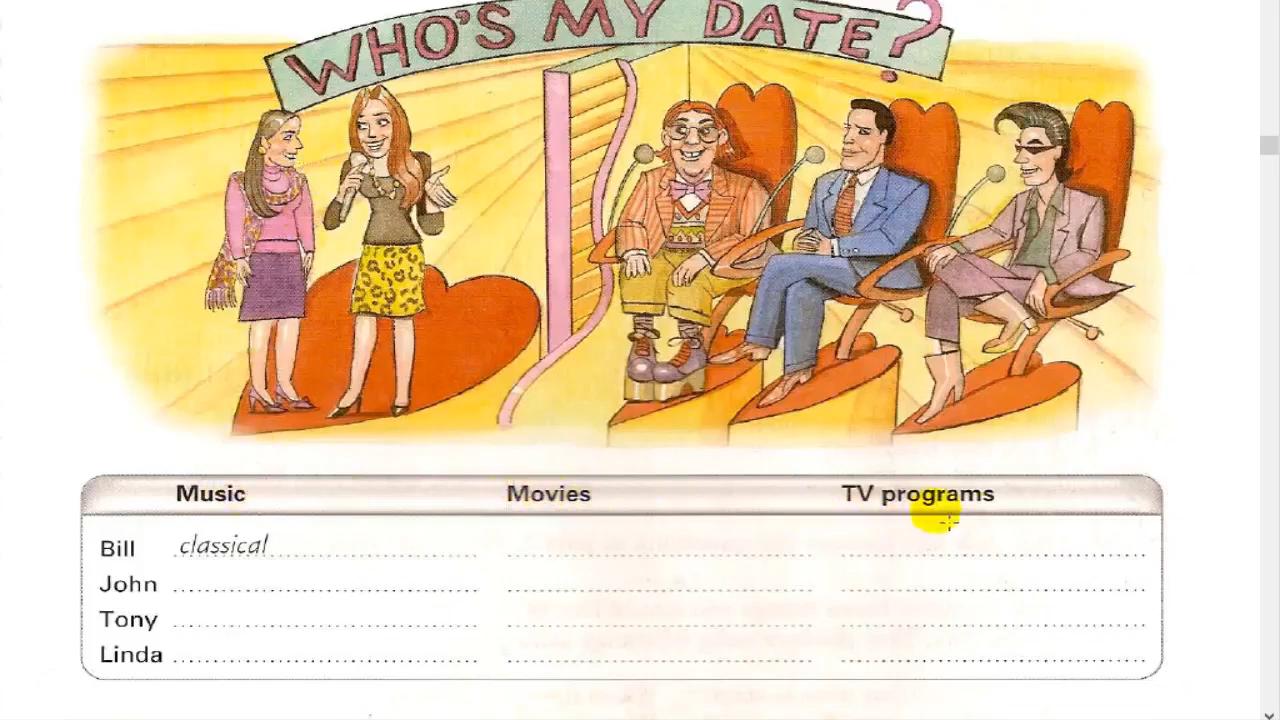 WHO'S MY DATE?
Music Movies TV programs
Bill classical
John
Tony
Linda